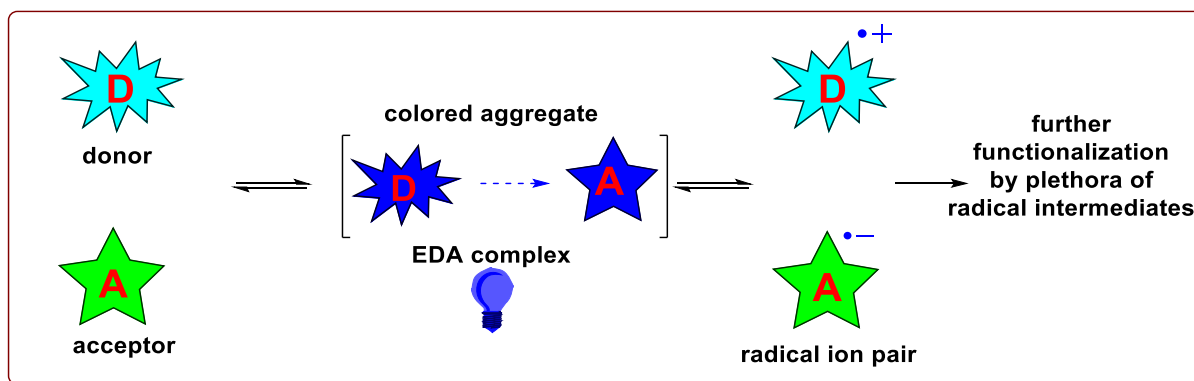 D
donor
A
acceptor
colored aggregate
D
A
EDA complex
D
•+
A
•−
radical ion pair
further
functionalization
by plethora of
radical intermediates